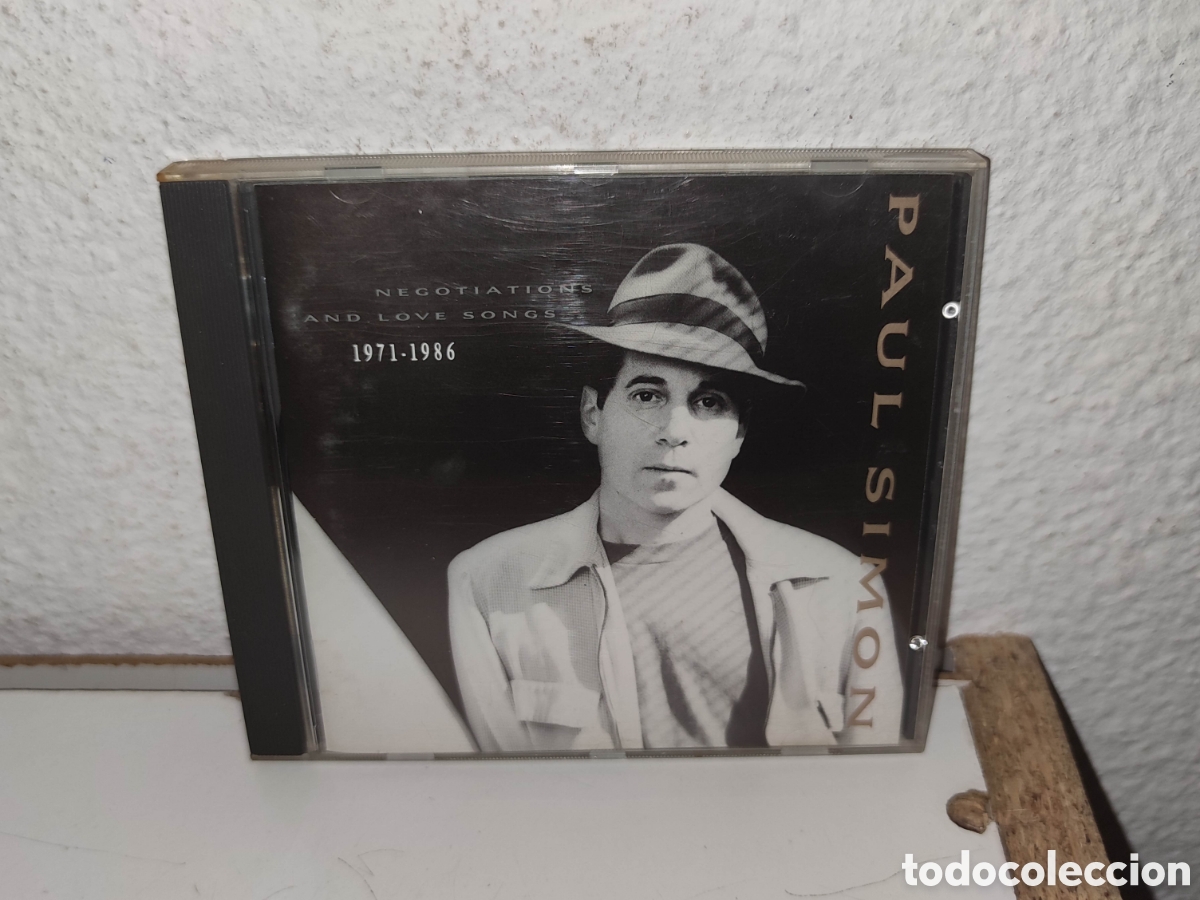 NEGOTIATIONS
AND LOVE SONGS
1971-1986
PAUL SIMON
todocoleccion